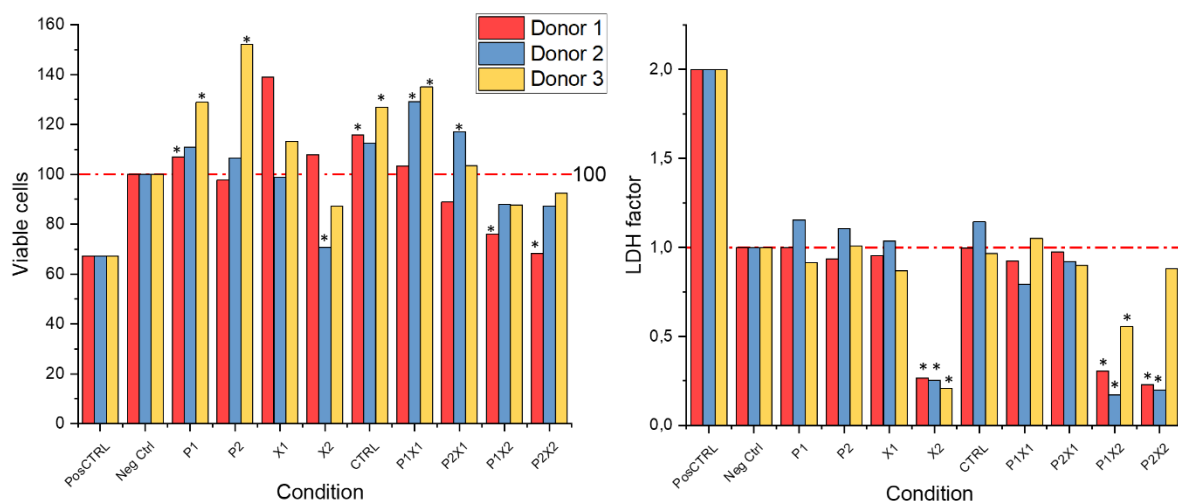 160
140
120
100
80
60
40
20
0
Viable cells
Donor 1
Donor 2
Donor 3
* * * * * * * * * * *
100
PosCTRL
Neg Ctrl
P1
P2
X1
X2
CTRL
P1X1
P2X1
P1X2
P2X2
Condition
2,0
1,5
1,0
0,5
0,0
LDH factor
* * * * * * * *
PosCTRL
Neg Ctrl
P1
P2
X1
X2
CTRL
P1X1
P2X1
P1X2
P2X2
Condition